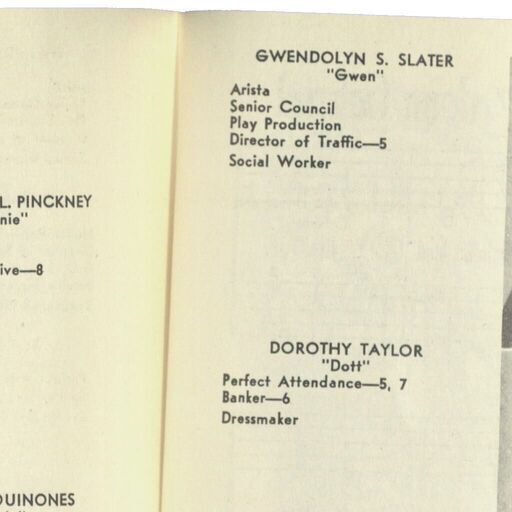 L. PINCKNEY
nie"
ive—8
QUINONES
GWENDOLYN S. SLATER
"Gwen"
Arista
Senior Council
Play Production
Director of Traffic—5
Social Worker
DOROTHY TAYLOR
"Dott"
Perfect Attendance—5, 7
Banker—6
Dressmaker